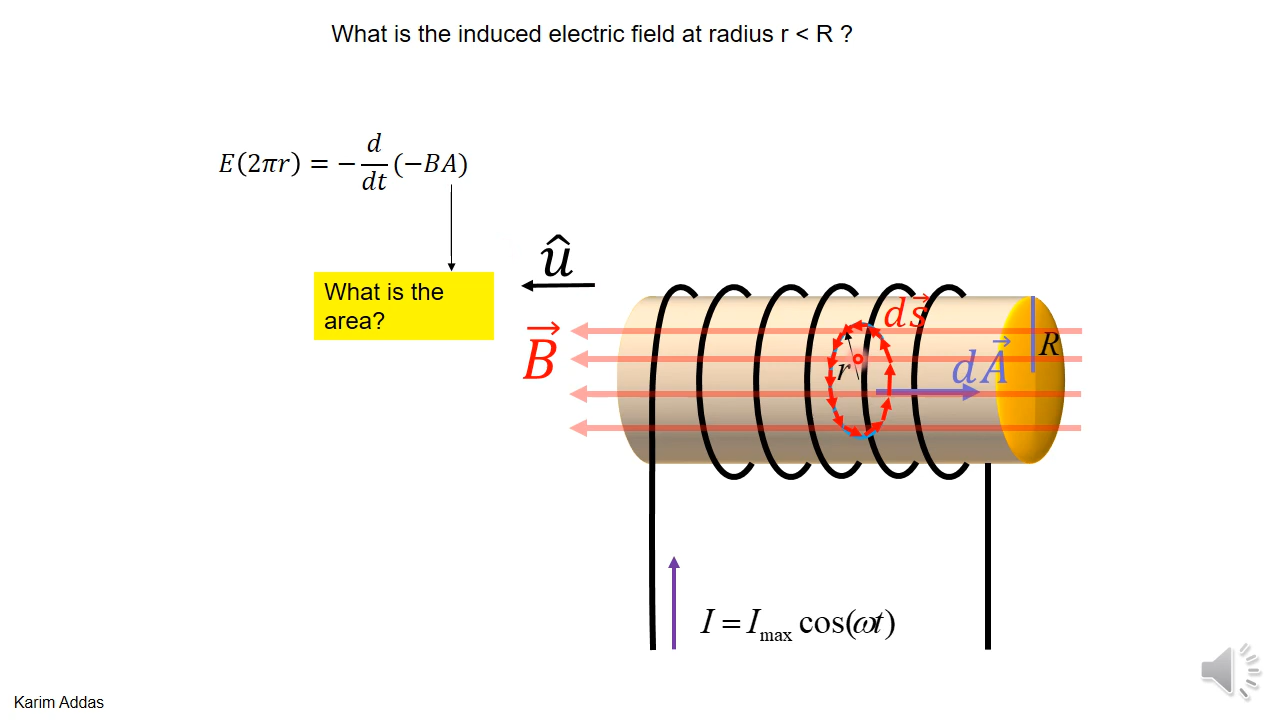 What is the induced electric field at radius r < R ?
E(2πr) = −d/dt(−BA)
What is the
area?
û
B⃗
ds⃗
r
dA⃗
R
I = I_max cos(ωt)
Karim Addas